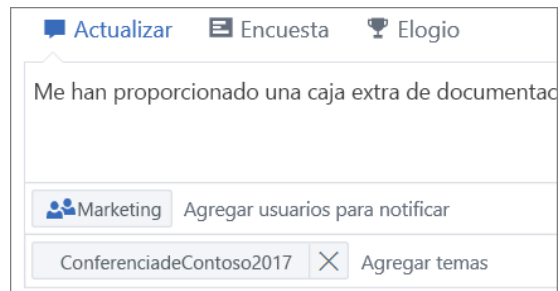 Actualizar Encuesta Elogio
Me han proporcionado una caja extra de documentac
Marketing Agregar usuarios para notificar
ConferenciadeContoso2017 Agregar temas